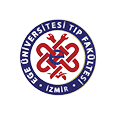 EGE ÜNİVERSİTESİ TIP FAKÜLTESİ
• İZMİR •